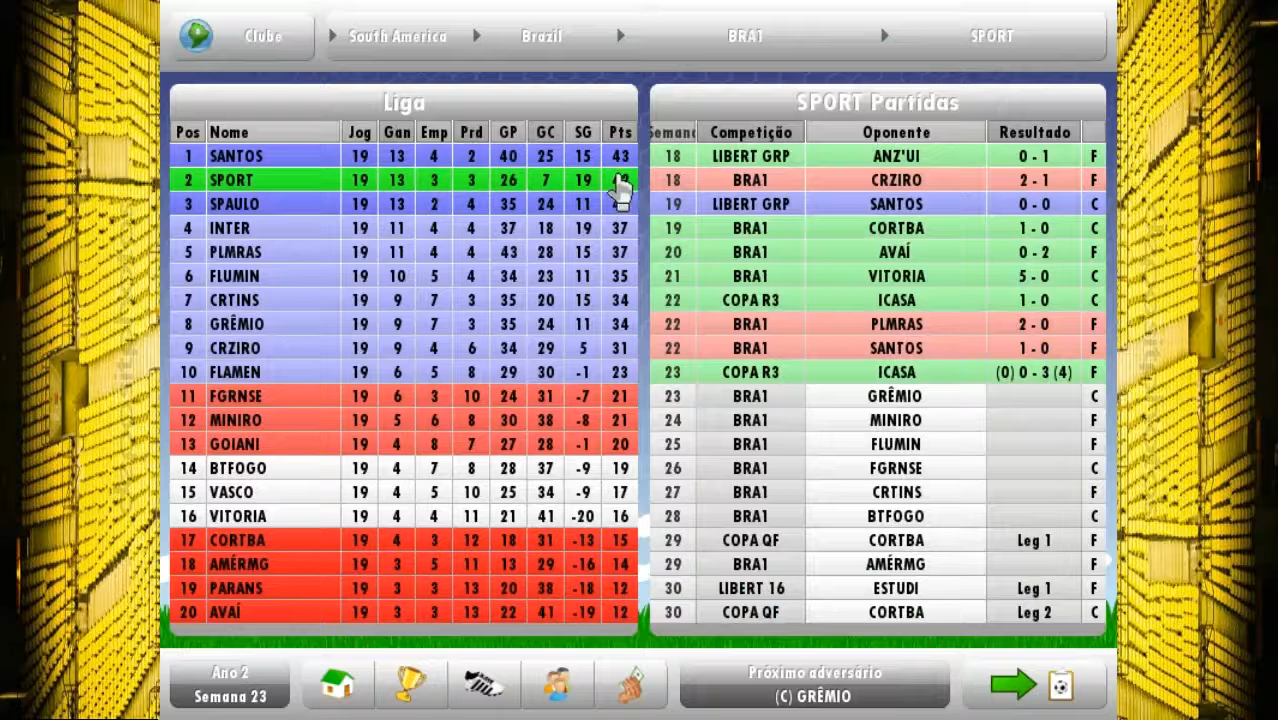 Clube South America Brazil BRA1 SPORT
Liga
Pos Nome Jog Gan Emp Prd GP GC SG Pts
1 SANTOS 19 13 4 2 40 25 15 43
2 SPORT 19 13 3 3 26 7 19
3 SPAULO 19 13 2 4 35 24 11
4 INTER 19 11 4 4 37 18 19 37
5 PLMRAS 19 11 4 4 43 28 15 37
6 FLUMIN 19 10 5 4 34 23 11 35
7 CRTINS 19 9 7 3 35 20 15 34
8 GRÊMIO 19 9 7 3 35 24 11 34
9 CRZIRO 19 9 4 6 34 29 5 31
10 FLAMEN 19 6 5 8 29 30 -1 23
11 FGRNSE 19 6 3 10 24 31 -7 21
12 MINIRO 19 5 6 8 30 38 -8 21
13 GOIANI 19 4 8 7 27 28 -1 20
14 BTFOGO 19 4 7 8 28 37 -9 19
15 VASCO 19 4 5 10 25 34 -9 17
16 VITORIA 19 4 4 11 21 41 -20 16
17 CORTBA 19 4 3 12 18 31 -13 15
18 AMÉRMG 19 3 5 11 13 29 -16 14
19 PARANS 19 3 3 13 20 38 -18 12
20 AVAÍ 19 3 3 13 22 41 -19 12
SPORT Partidas
Semana Competição Oponente Resultado
18 LIBERT GRP ANZ'UI 0 - 1 F
18 BRA1 CRZIRO 2 - 1 F
19 LIBERT GRP SANTOS 0 - 0 C
19 BRA1 CORTBA 1 - 0 C
20 BRA1 AVAÍ 0 - 2 F
21 BRA1 VITORIA 5 - 0 C
22 COPA R3 ICASA 1 - 0 C
22 BRA1 PLMRAS 2 - 0 F
22 BRA1 SANTOS 1 - 0 F
23 COPA R3 ICASA (0) 0 - 3 (4) F
23 BRA1 GRÊMIO C
24 BRA1 MINIRO F
25 BRA1 FLUMIN F
26 BRA1 FGRNSE C
27 BRA1 CRTINS F
28 BRA1 BTFOGO C
29 COPA QF CORTBA Leg 1 F
29 BRA1 AMÉRMG F
30 LIBERT 16 ESTUDI Leg 1 F
30 COPA QF CORTBA Leg 2 C
Ano 2
Semana 23
Próximo adversário
(C) GRÊMIO